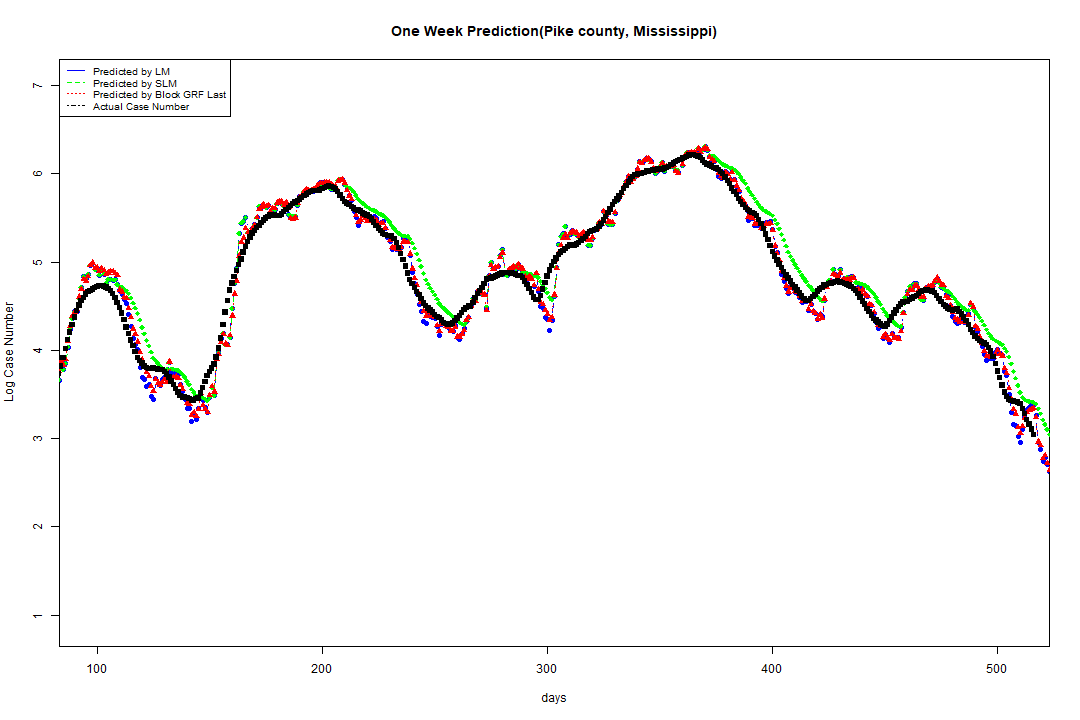 One Week Prediction(Pike county, Mississippi)
Predicted by LM
Predicted by SLM
Predicted by Block GRF Last
Actual Case Number
7
6
5
4
3
2
1
Log Case Number
100 200 300 400 500
days